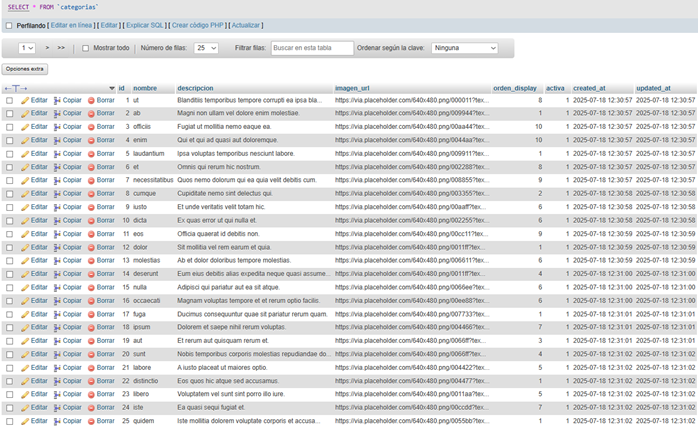 SELECT * FROM `categorias`
Perfilando [ Editar en línea ] [ Editar ] [ Explicar SQL ] [ Crear código PHP ] [ Actualizar ]
1 > >> Mostrar todo Número de filas: 25 Filtrar filas: Buscar en esta tabla Ordenar según la clave: Ninguna
Opciones extra
←T→ id nombre descripcion imagen_url orden_display activa created_at updated_at
Editar Copiar Borrar 1 ut Blanditiis temporibus tempore corrupti ea ipsa bla... https://via.placeholder.com/640x480.png/000011?tex... 8 1 2025-07-18 12:30:57 2025-07-18 12:30:57
Editar Copiar Borrar 2 ab Magni non ullam vel dolore enim molestiae. https://via.placeholder.com/640x480.png/009944?tex... 1 1 2025-07-18 12:30:57 2025-07-18 12:30:57
Editar Copiar Borrar 3 officiis Fugiat ut mollitia nemo eaque ea. https://via.placeholder.com/640x480.png/00aa44?tex... 10 1 2025-07-18 12:30:57 2025-07-18 12:30:57
Editar Copiar Borrar 4 enim Qui et qui ad quasi aut doloremque. https://via.placeholder.com/640x480.png/0044aa?tex... 10 1 2025-07-18 12:30:57 2025-07-18 12:30:57
Editar Copiar Borrar 5 laudantium Ipsa voluptas temporibus nesciunt labore. https://via.placeholder.com/640x480.png/009911?tex... 1 1 2025-07-18 12:30:57 2025-07-18 12:30:57
Editar Copiar Borrar 6 et Omnis qui rerum hic nostrum. https://via.placeholder.com/640x480.png/002288?tex... 8 1 2025-07-18 12:30:57 2025-07-18 12:30:57
Editar Copiar Borrar 7 necessitatibus Quos nemo dolorum qui ea quia velit debitis cum. https://via.placeholder.com/640x480.png/008855?tex... 9 1 2025-07-18 12:30:57 2025-07-18 12:30:57
Editar Copiar Borrar 8 cumque Cupiditate nemo sint delectus qui. https://via.placeholder.com/640x480.png/003355?tex... 2 1 2025-07-18 12:30:58 2025-07-18 12:30:58
Editar Copiar Borrar 9 iusto Et unde veritatis velit totam hic. https://via.placeholder.com/640x480.png/00aaff?tex... 6 1 2025-07-18 12:30:58 2025-07-18 12:30:58
Editar Copiar Borrar 10 dicta Ex quas error ut qui nulla et. https://via.placeholder.com/640x480.png/002255?tex... 6 1 2025-07-18 12:30:58 2025-07-18 12:30:58
Editar Copiar Borrar 11 eos Officia quaerat id debitis non. https://via.placeholder.com/640x480.png/00cc11?tex... 9 1 2025-07-18 12:30:59 2025-07-18 12:30:59
Editar Copiar Borrar 12 dolor Sit mollitia vel rem earum et quia. https://via.placeholder.com/640x480.png/0011ff?tex... 1 1 2025-07-18 12:30:59 2025-07-18 12:30:59
Editar Copiar Borrar 13 molestias Ab et dolor doloribus tempore molestias. https://via.placeholder.com/640x480.png/006611?tex... 6 1 2025-07-18 12:30:59 2025-07-18 12:30:59
Editar Copiar Borrar 14 deserunt Eum eius debitis alias expedita neque quasi assume... https://via.placeholder.com/640x480.png/0011ff?tex... 4 1 2025-07-18 12:31:00 2025-07-18 12:31:00
Editar Copiar Borrar 15 nulla Adipisci qui pariatur aut ea sit atque. https://via.placeholder.com/640x480.png/0066ee?tex... 6 1 2025-07-18 12:31:00 2025-07-18 12:31:00
Editar Copiar Borrar 16 occaecati Magnam voluptas tempore et et rerum optio facilis. https://via.placeholder.com/640x480.png/00ee88?tex... 6 1 2025-07-18 12:31:00 2025-07-18 12:31:00
Editar Copiar Borrar 17 fuga Ducimus consequuntur quae sit pariatur rerum quam. https://via.placeholder.com/640x480.png/007733?tex... 1 1 2025-07-18 12:31:01 2025-07-18 12:31:01
Editar Copiar Borrar 18 ipsum Dolorem et saepe nihil rerum voluptas. https://via.placeholder.com/640x480.png/004466?tex... 7 1 2025-07-18 12:31:01 2025-07-18 12:31:01
Editar Copiar Borrar 19 aut Et rerum aut quisquam rerum et. https://via.placeholder.com/640x480.png/0066ff?tex... 3 1 2025-07-18 12:31:01 2025-07-18 12:31:01
Editar Copiar Borrar 20 sunt Nobis temporibus corporis molestias repudiandae do... https://via.placeholder.com/640x480.png/0066ff?tex... 4 1 2025-07-18 12:31:02 2025-07-18 12:31:02
Editar Copiar Borrar 21 labore A iusto placeat ut maiores optio. https://via.placeholder.com/640x480.png/004422?tex... 5 1 2025-07-18 12:31:02 2025-07-18 12:31:02
Editar Copiar Borrar 22 distinctio Eos quos hic atque sed accusamus. https://via.placeholder.com/640x480.png/004477?tex... 1 1 2025-07-18 12:31:02 2025-07-18 12:31:02
Editar Copiar Borrar 23 libero Voluptatem vel sunt sint porro illo iure. https://via.placeholder.com/640x480.png/0011aa?tex... 5 1 2025-07-18 12:31:02 2025-07-18 12:31:02
Editar Copiar Borrar 24 iste Ea quasi sequi fugiat et. https://via.placeholder.com/640x480.png/00ccdd?tex... 7 1 2025-07-18 12:31:02 2025-07-18 12:31:02
Editar Copiar Borrar 25 quidem Iste mollitia dolorem voluptate corporis et accusa... https://via.placeholder.com/640x480.png/0055bb?tex... 1 1 2025-07-18 12:31:02 2025-07-18 12:31:02